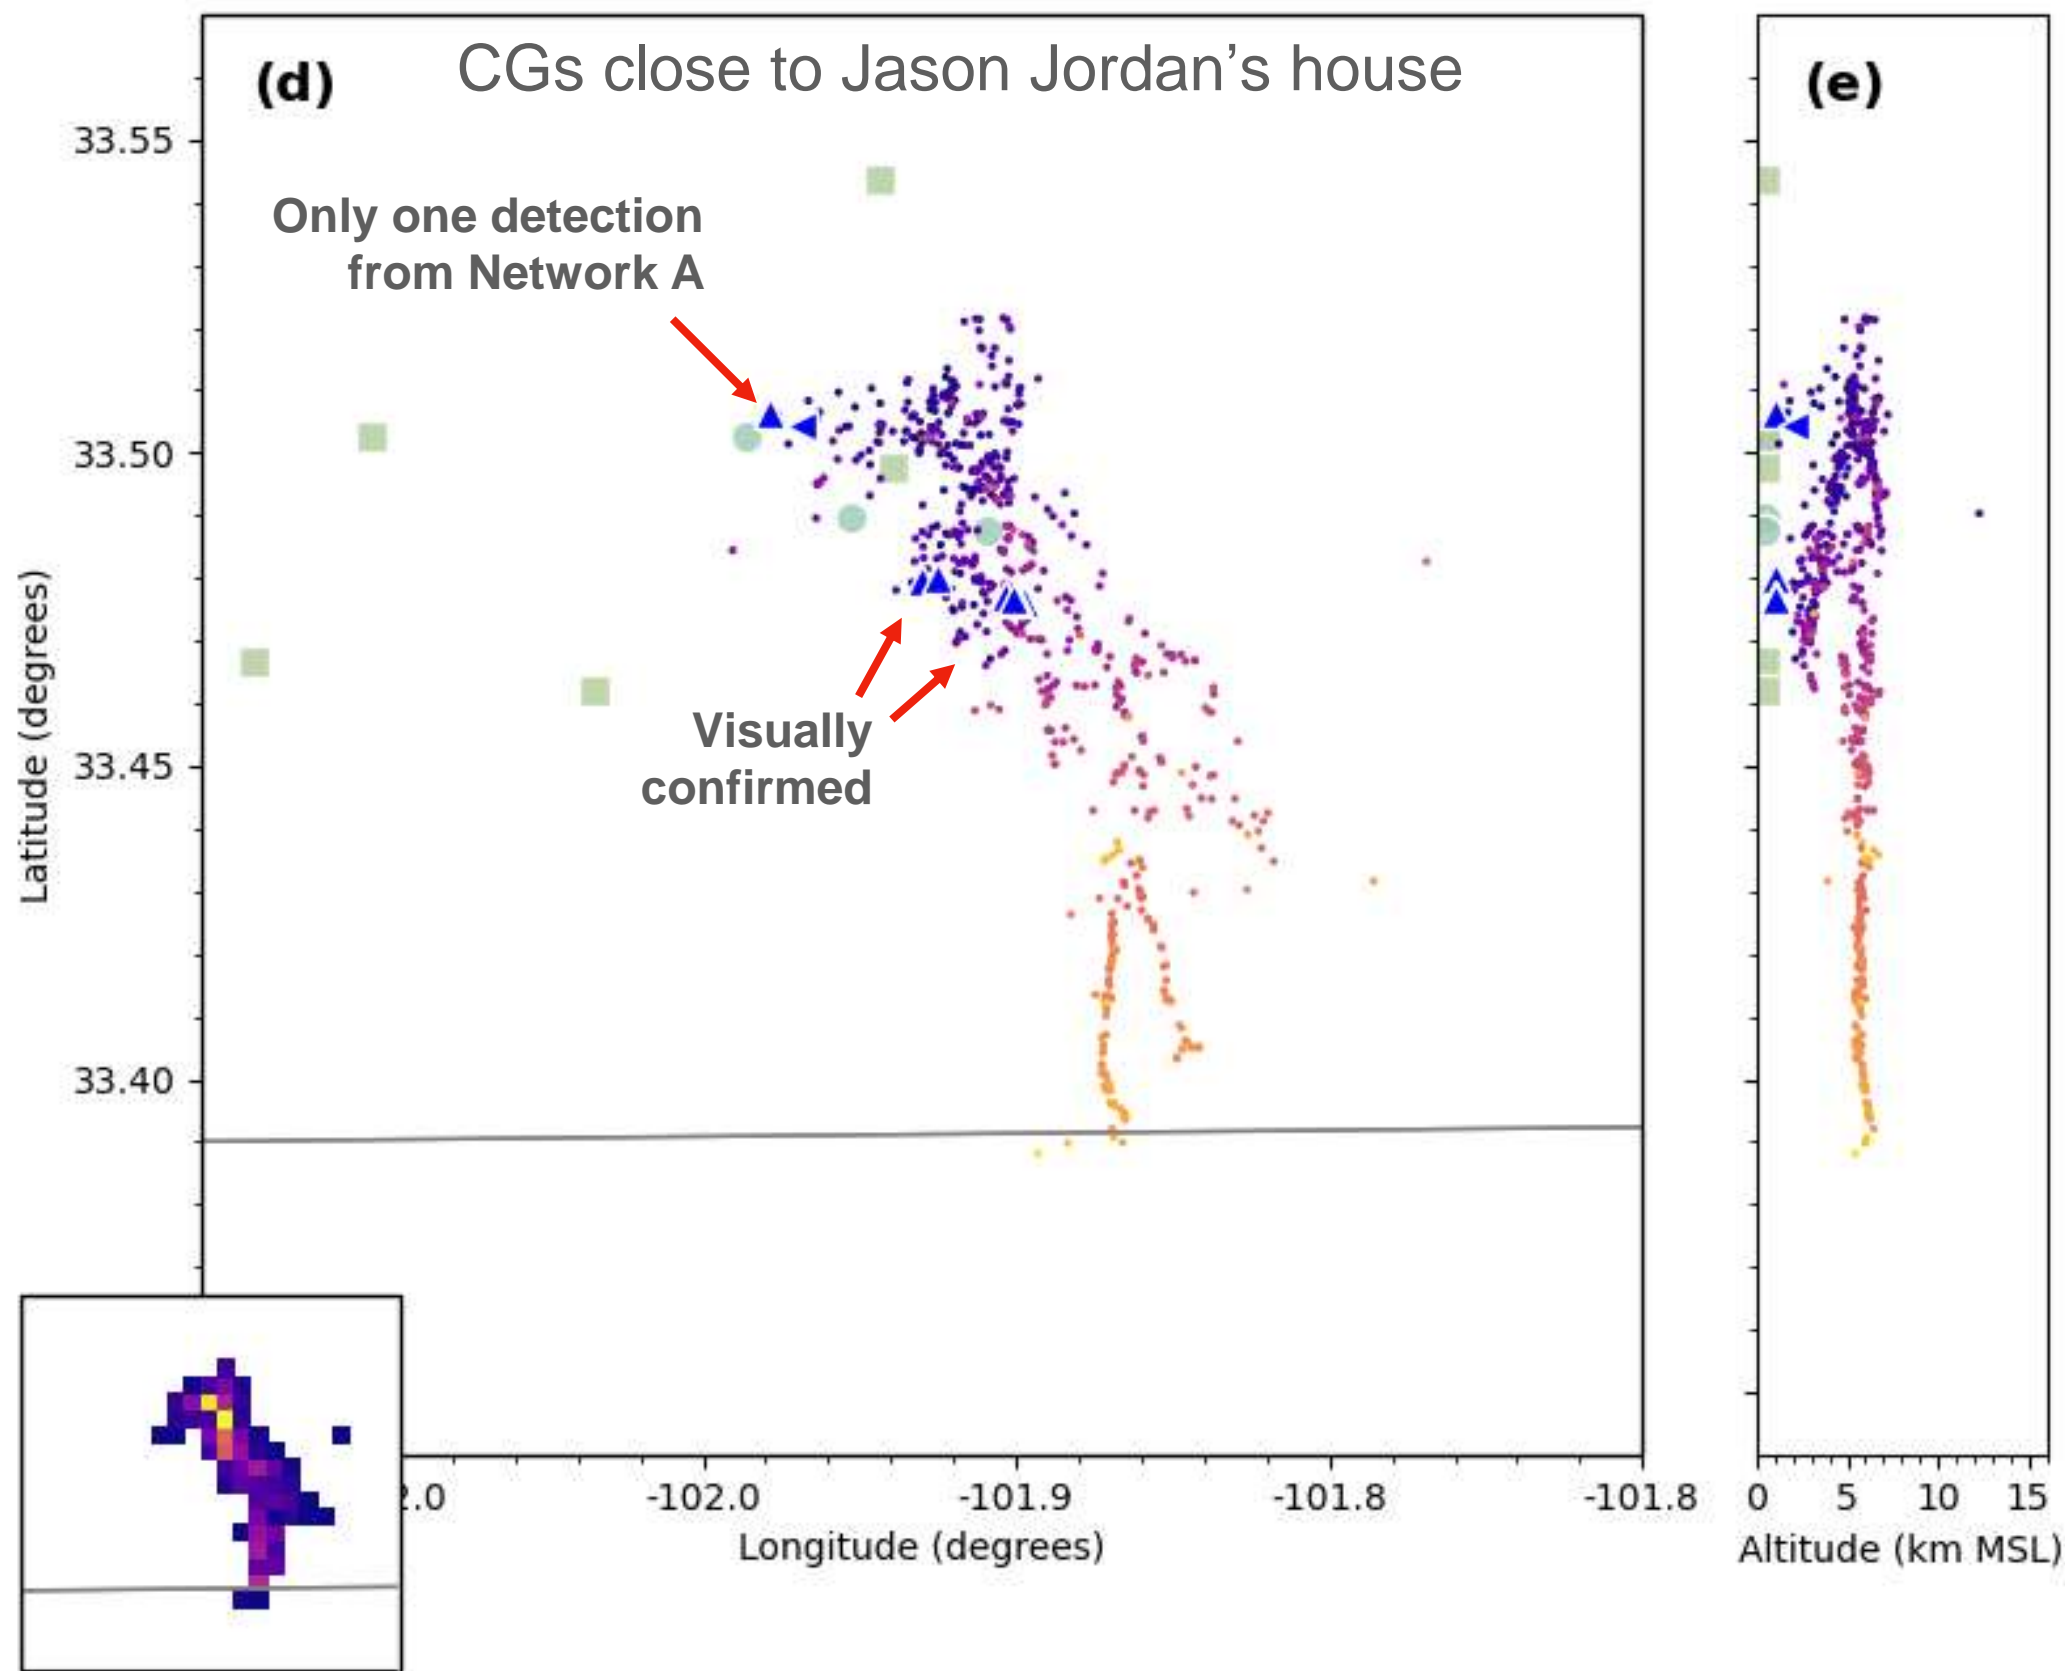 (d)
CGs close to Jason Jordan’s house
(e)
33.55
Only one detection
from Network A
33.50
Visually
confirmed
33.45
33.40
Latitude (degrees)
2.0
-102.0
-101.9
-101.8
-101.8
Longitude (degrees)
0
5
10
15
Altitude (km MSL)